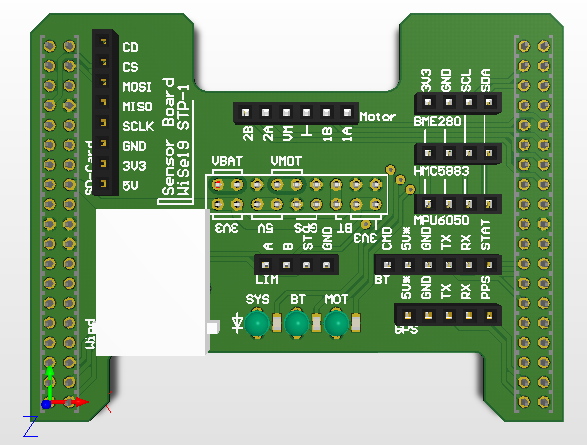 CD
CS
MOSI
MISO
SCLK
GND
3V3
5V
SD-Card
Sensor Board
WiSel9 STP-1
2B 2A VM ⊥ 1B 1A
Motor
3V3 GND SCL SDA
BME280
HMC5883
MPU6050
VBAT VMOT
3V3 5V GPS BT 3V3
A B ST GND
LIM
CMD 5V* GND TX RX STAT
BT
5V* GND TX RX PPS
GPS
SYS BT MOT
Wind
Z